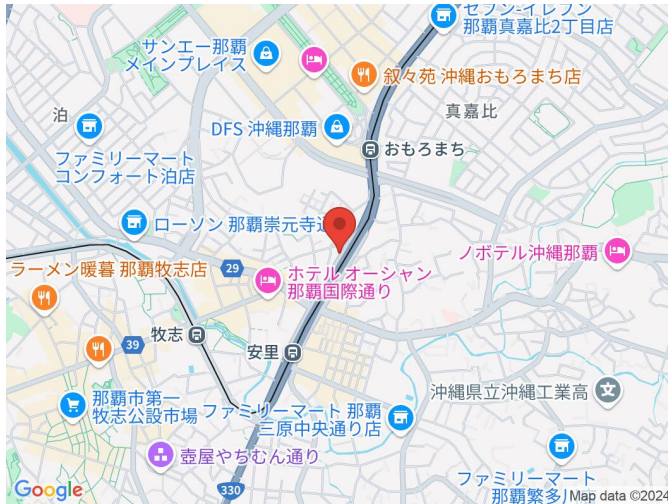 セブン-イレブン
那覇真嘉比2丁目店
サンエー那覇
メインプレイス
叙々苑 沖縄おもろまち店
泊
真嘉比
DFS 沖縄那覇
おもろまち
ファミリーマート
コンフォート泊店
ローソン 那覇崇元寺通
ノボテル沖縄那覇
29
ラーメン暖暮 那覇牧志店
ホテル オーシャン
那覇国際通り
牧志
39
安里
沖縄県立沖縄工業高
那覇市第一
牧志公設市場
ファミリーマート 那覇
三原中央通り店
壺屋やちむん通り
330
ファミリーマート
那覇繁多川
Google
Map data ©2024